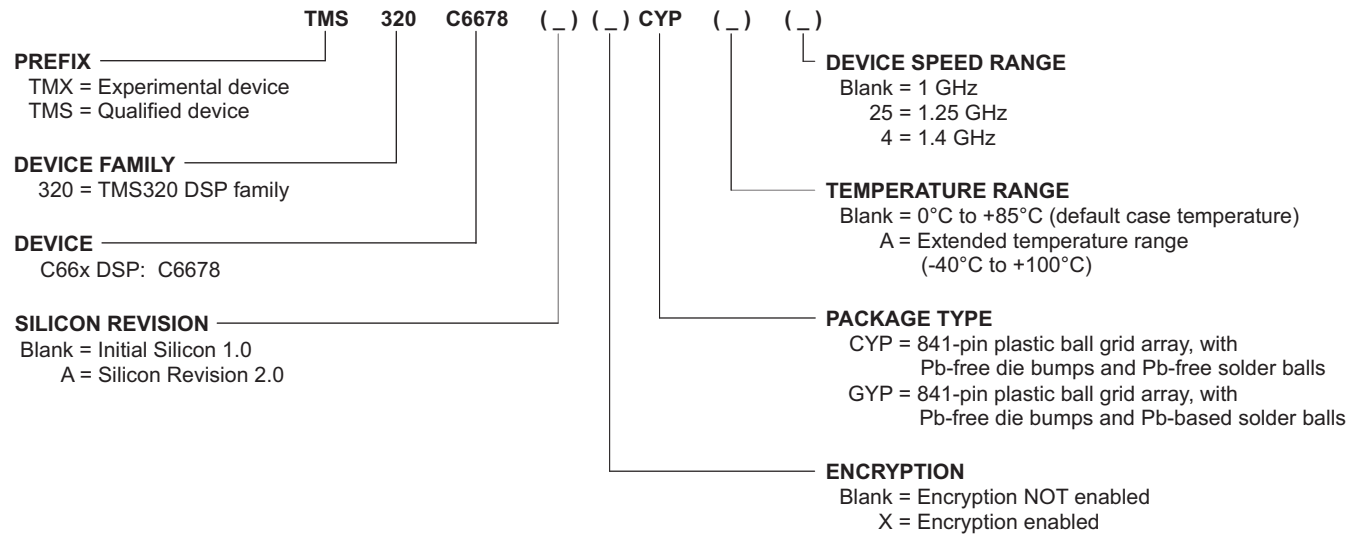 TMS 320 C6678 ( _ ) ( _ ) CYP ( _ ) ( _ )
PREFIX
TMX = Experimental device
TMS = Qualified device
DEVICE FAMILY
320 = TMS320 DSP family
DEVICE
C66x DSP: C6678
SILICON REVISION
Blank = Initial Silicon 1.0
A = Silicon Revision 2.0
DEVICE SPEED RANGE
Blank = 1 GHz
25 = 1.25 GHz
4 = 1.4 GHz
TEMPERATURE RANGE
Blank = 0°C to +85°C (default case temperature)
A = Extended temperature range
(-40°C to +100°C)
PACKAGE TYPE
CYP = 841-pin plastic ball grid array, with
Pb-free die bumps and Pb-free solder balls
GYP = 841-pin plastic ball grid array, with
Pb-free die bumps and Pb-based solder balls
ENCRYPTION
Blank = Encryption NOT enabled
X = Encryption enabled